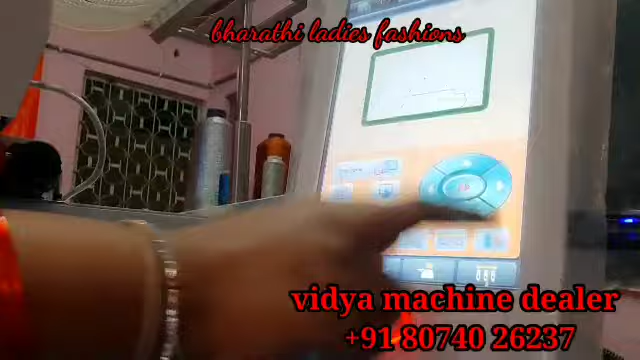 bharathi ladies fashions
vidya machine dealer
+91 80740 26237